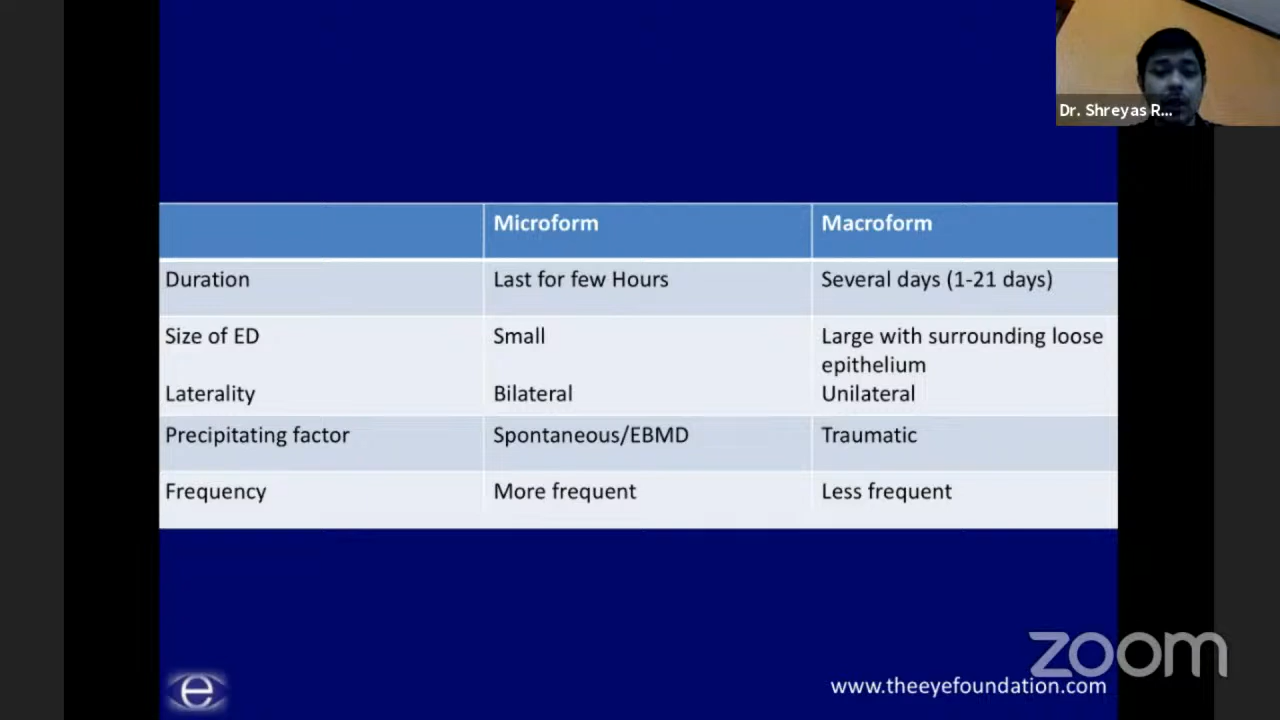 Dr. Shreyas R...
Microform Macroform
Duration Last for few Hours Several days (1-21 days)
Size of ED Small Large with surrounding loose
epithelium
Laterality Bilateral Unilateral
Precipitating factor Spontaneous/EBMD Traumatic
Frequency More frequent Less frequent
zoom
e www.theeyefoundation.com